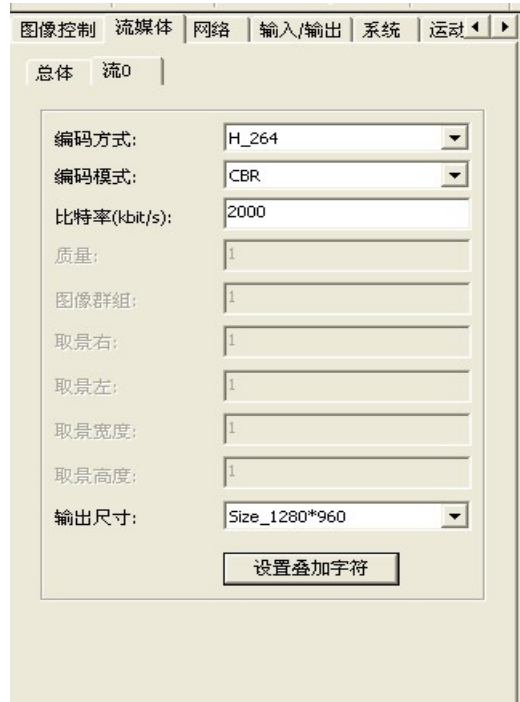 图像控制 流媒体 网络 输入/输出 系统 运动
总体 流0
编码方式: H_264
编码模式: CBR
比特率(kbit/s): 2000
质量: 1
图像群组: 1
取景右: 1
取景左: 1
取景宽度: 1
取景高度: 1
输出尺寸: Size_1280*960
设置叠加字符